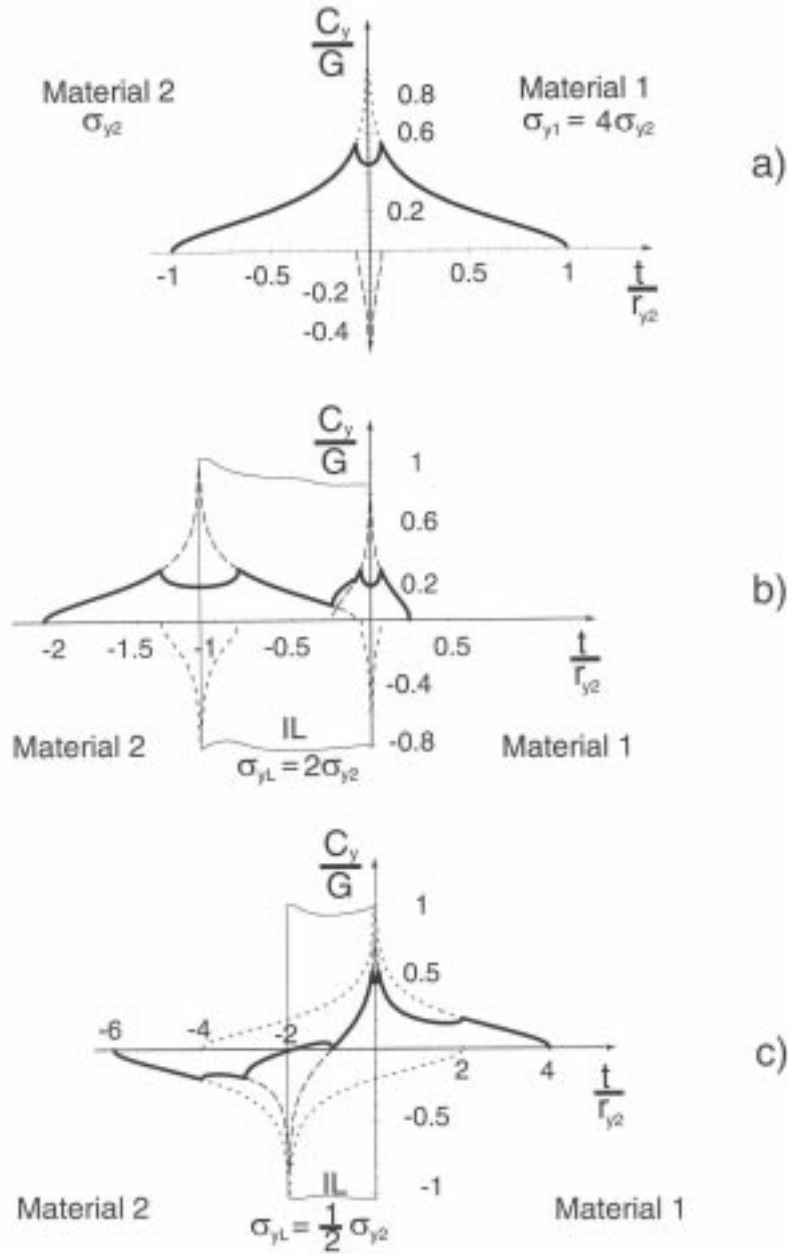 C_y/G
0.8
Material 2
Material 1
σ_y2
0.6
σ_y1 = 4σ_y2
a)
0.2
-1
-0.5
0.5
1
t/r_y2
-0.2
-0.4
C_y/G
1
0.6
0.2
b)
-2
-1.5
-1
-0.5
0.5
t/r_y2
-0.4
IL
-0.8
Material 2
Material 1
σ_yL = 2σ_y2
C_y/G
1
0.5
-6
-4
-2
2
4
t/r_y2
c)
-0.5
IL
-1
Material 2
Material 1
σ_yL = 1/2 σ_y2